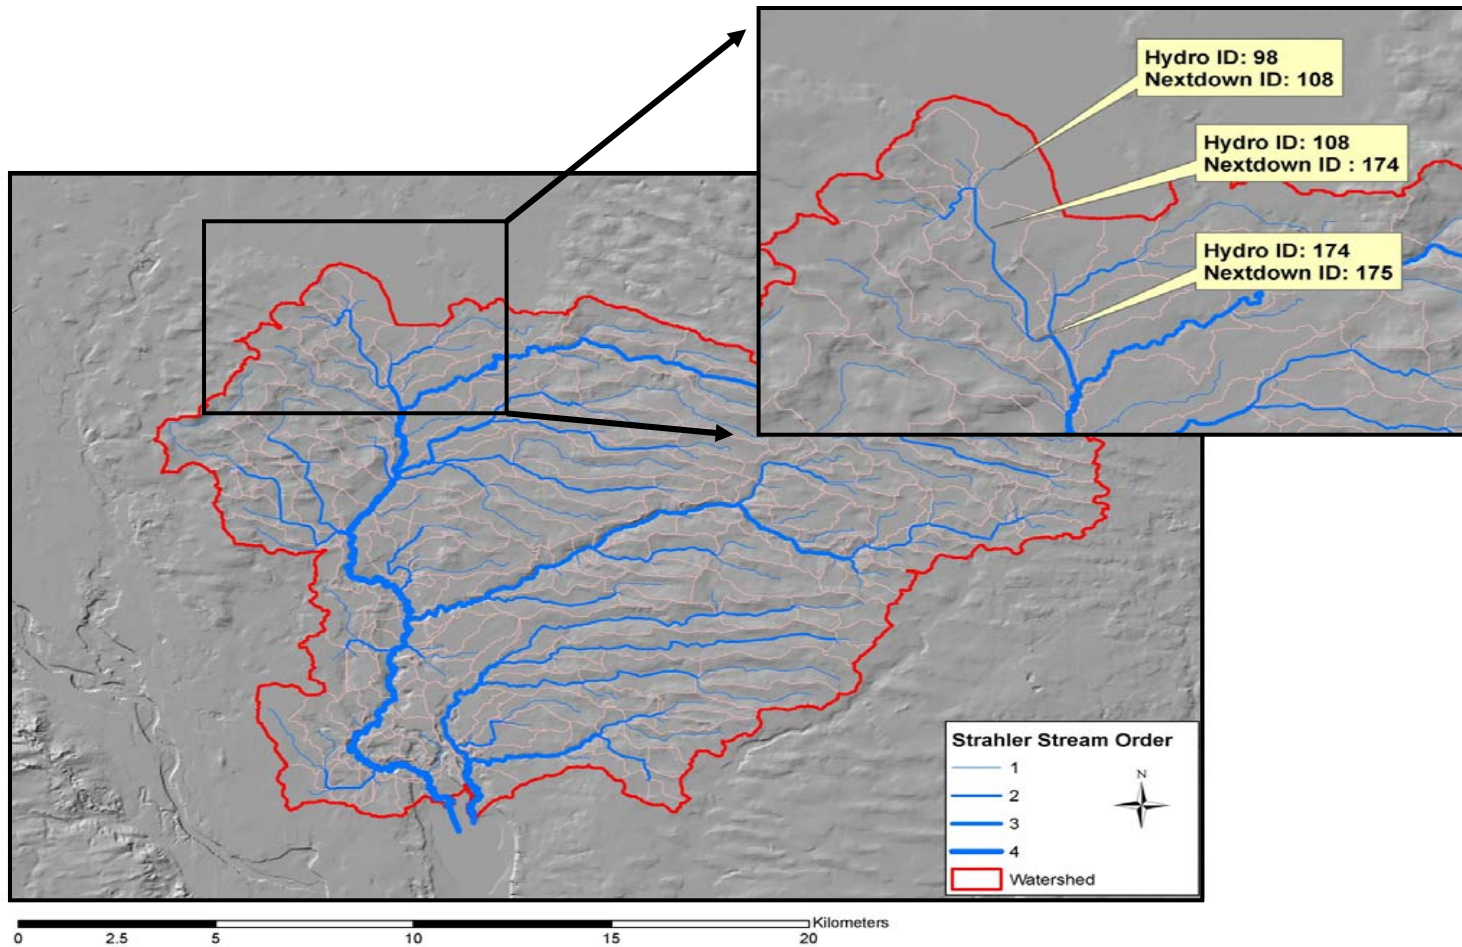 Hydro ID: 98
Nextdown ID: 108
Hydro ID: 108
Nextdown ID : 174
Hydro ID: 174
Nextdown ID: 175
Strahler Stream Order
1
2
3
4
Watershed
N
Kilometers
0 2.5 5 10 15 20